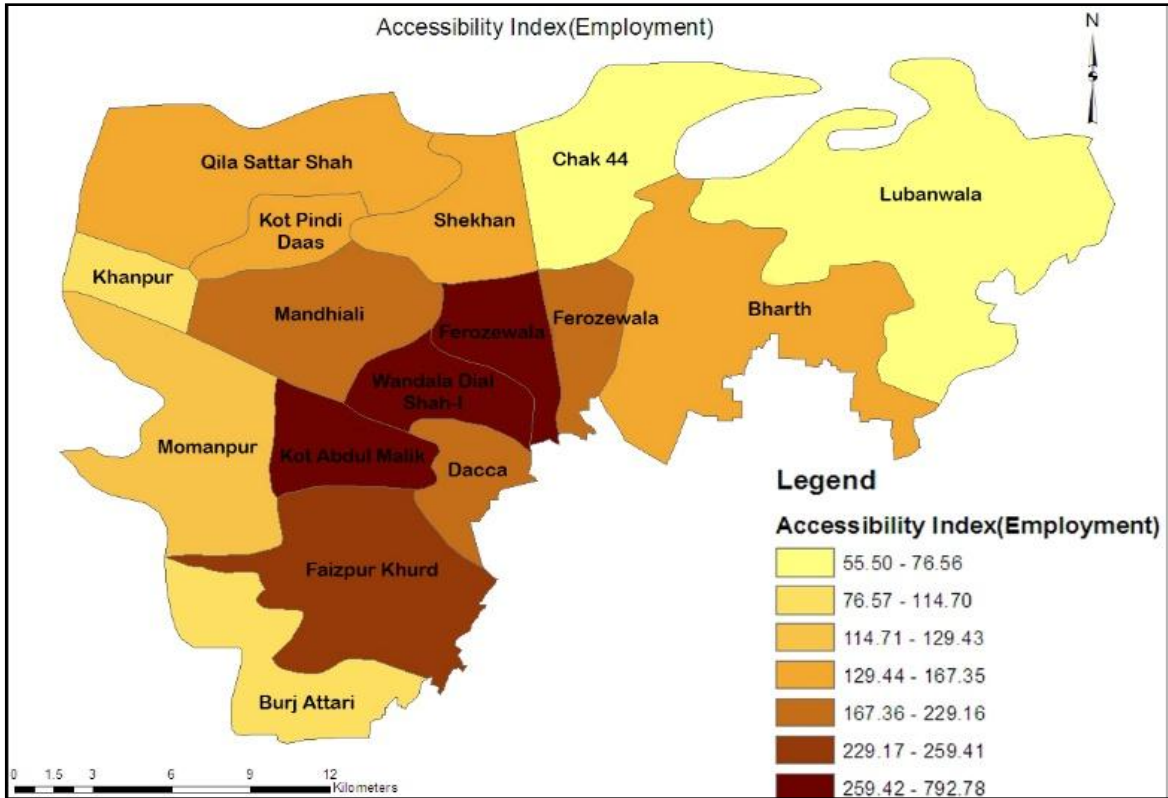 Accessibility Index(Employment)
N
Qila Sattar Shah
Chak 44
Lubanwala
Kot Pindi
Daas
Shekhan
Khanpur
Mandhiali
Ferozewala
Ferozewala
Bharth
Wandala Dial
Shah-I
Momanpur
Kot Abdul Malik
Dacca
Faizpur Khurd
Burj Attari
Legend
Accessibility Index(Employment)
55.50 - 76.56
76.57 - 114.70
114.71 - 129.43
129.44 - 167.35
167.36 - 229.16
229.17 - 259.41
259.42 - 792.78
0 1.5 3 6 9 12
Kilometers